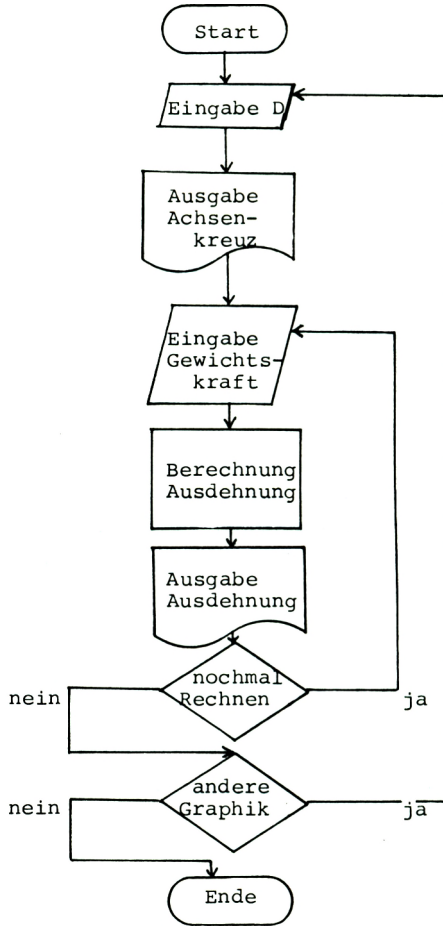 Start
Eingabe D
Ausgabe
Achsen-
kreuz
Eingabe
Gewichts-
kraft
Berechnung
Ausdehnung
Ausgabe
Ausdehnung
nochmal
nein Rechnen ja
andere
nein Graphik ja
Ende